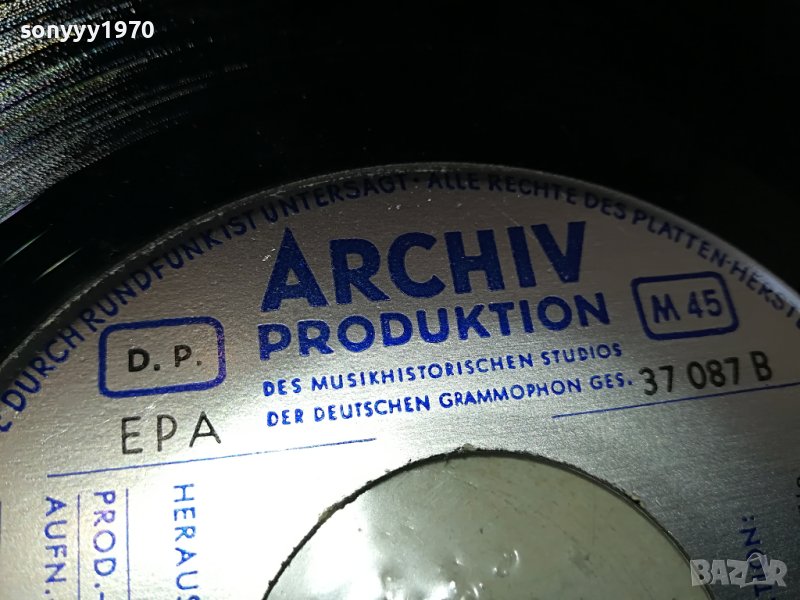 sonyyy1970
DURCH RUNDFUNK IST UNTERSAGT · ALLE RECHTE DES PLATTEN-HERST
ARCHIV
PRODUKTION
M 45
D. P.
DES MUSIKHISTORISCHEN STUDIOS
DER DEUTSCHEN GRAMMOPHON GES. 37 087 B
EPA
HERAUS
PROD.-
AUFN.
BAZAR